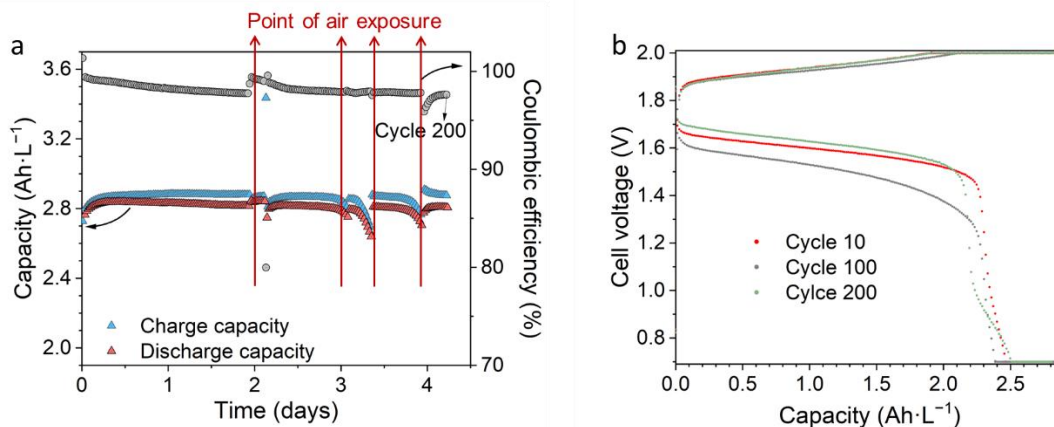 Point of air exposure
a
3.6
3.2
2.8
2.4
2.0
Capacity (Ah·L⁻¹)
100
90
80
70
Coulombic efficiency (%)
Cycle 200
Charge capacity
Discharge capacity
0
1
2
3
4
Time (days)
b
2.0
1.8
1.6
1.4
1.2
1.0
0.8
Cell voltage (V)
Cycle 10
Cycle 100
Cylce 200
0.0
0.5
1.0
1.5
2.0
2.5
Capacity (Ah·L⁻¹)